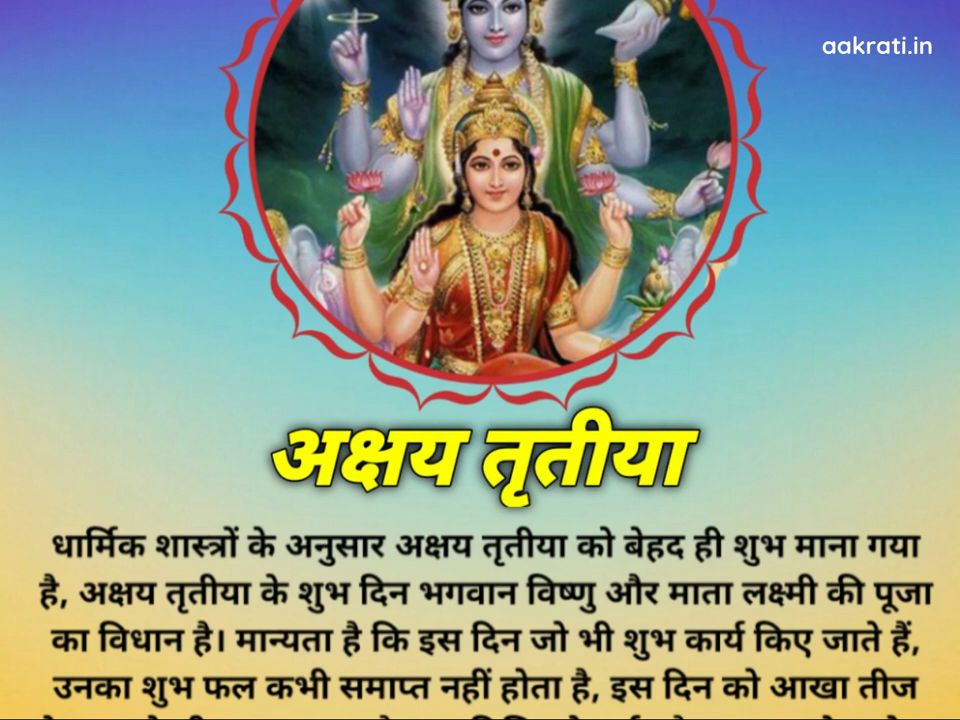 aakrati.in
अक्षय तृतीया
धार्मिक शास्त्रों के अनुसार अक्षय तृतीया को बेहद ही शुभ माना गया
है, अक्षय तृतीया के शुभ दिन भगवान विष्णु और माता लक्ष्मी की पूजा
का विधान है। मान्यता है कि इस दिन जो भी शुभ कार्य किए जाते हैं,
उनका शुभ फल कभी समाप्त नहीं होता है, इस दिन को आखा तीज